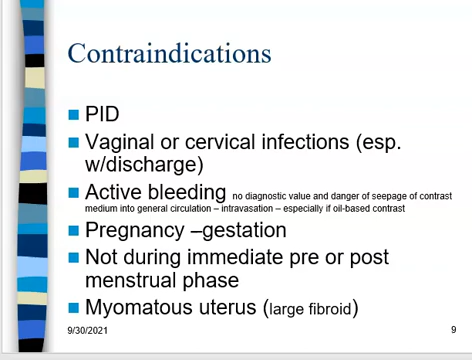 Contraindications
PID
Vaginal or cervical infections (esp.
w/discharge)
Active bleeding no diagnostic value and danger of seepage of contrast
medium into general circulation – intravasation – especially if oil-based contrast
Pregnancy –gestation
Not during immediate pre or post
menstrual phase
Myomatous uterus (large fibroid)
9/30/2021 9